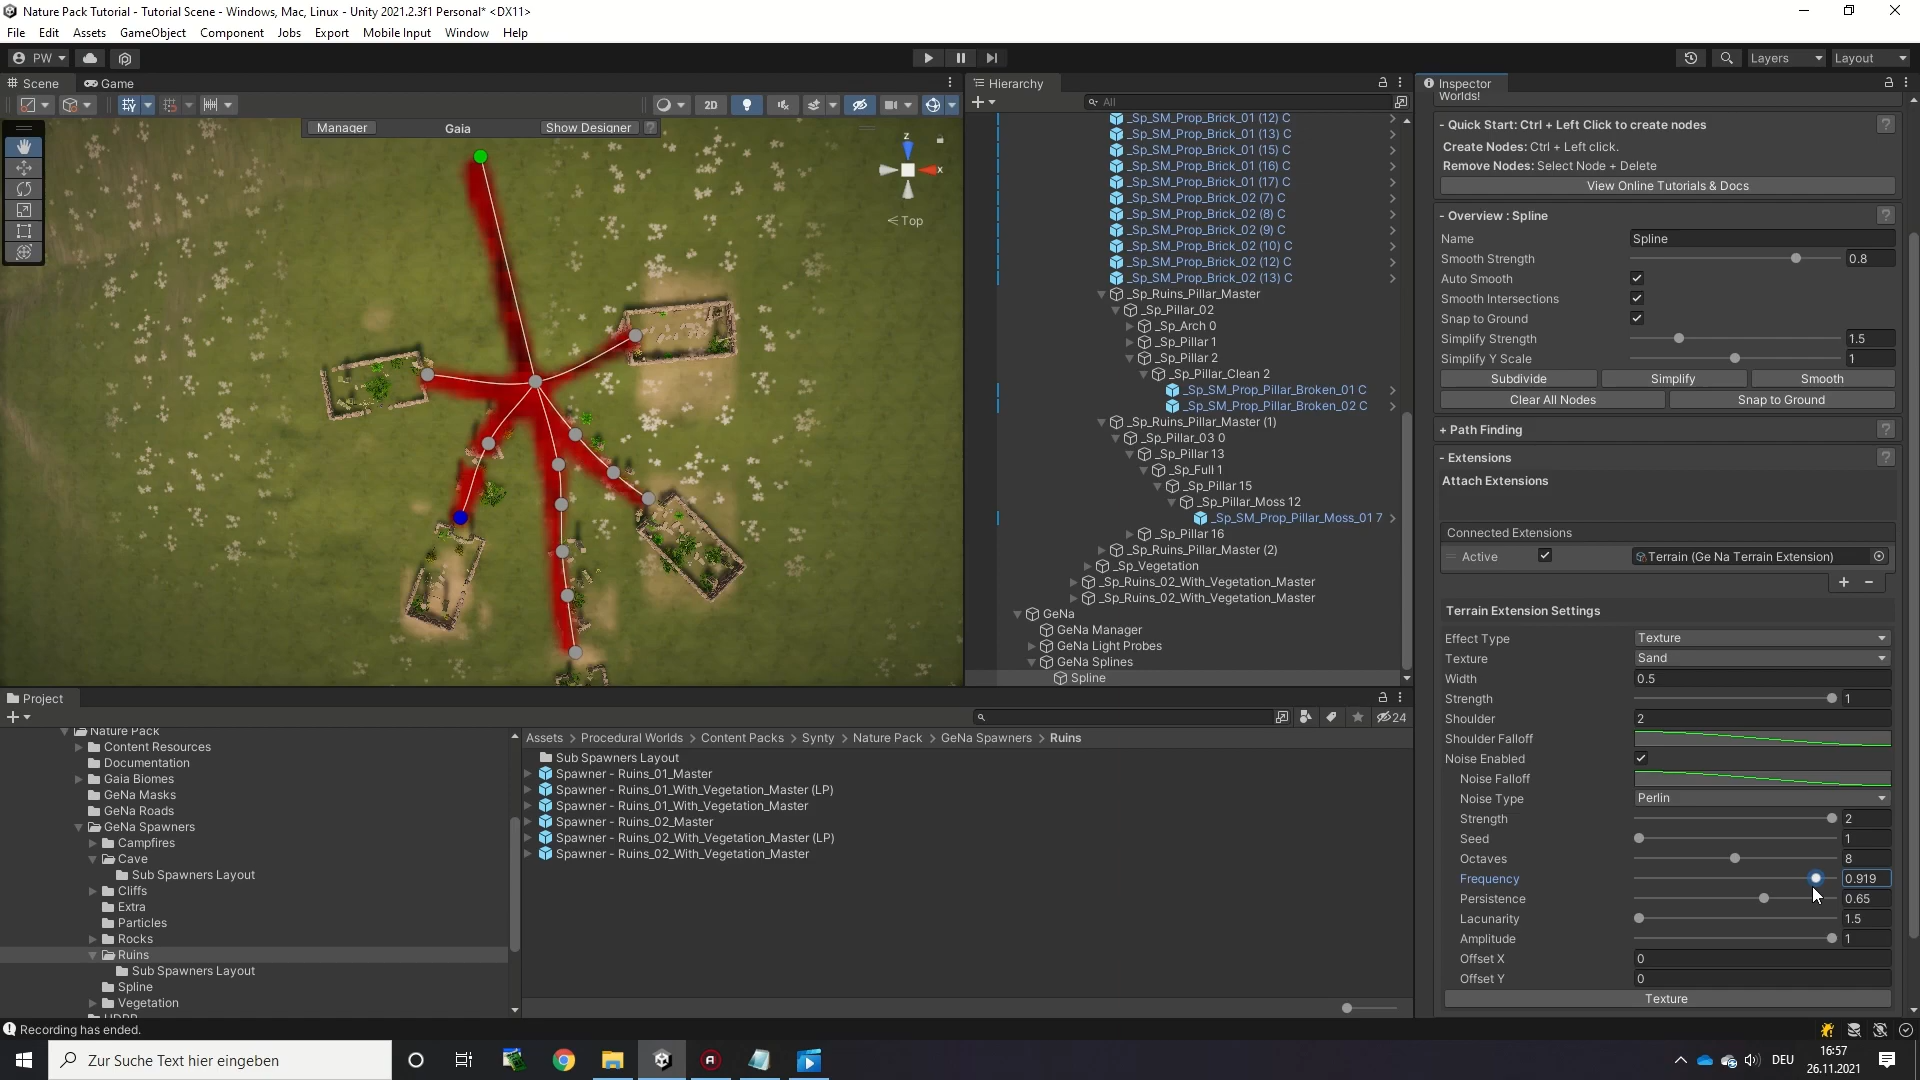 Nature Pack Tutorial - Tutorial Scene - Windows, Mac, Linux - Unity 2021.2.3f1 Personal* <DX11>
File Edit Assets GameObject Component Jobs Export Mobile Input Window Help
PW Layers Layout
Scene Game
2D
Manager Gaia Show Designer ?
z
x
< Top
Hierarchy
All
_Sp_SM_Prop_Brick_01 (12) C
_Sp_SM_Prop_Brick_01 (13) C
_Sp_SM_Prop_Brick_01 (15) C
_Sp_SM_Prop_Brick_01 (16) C
_Sp_SM_Prop_Brick_01 (17) C
_Sp_SM_Prop_Brick_02 (7) C
_Sp_SM_Prop_Brick_02 (8) C
_Sp_SM_Prop_Brick_02 (9) C
_Sp_SM_Prop_Brick_02 (10) C
_Sp_SM_Prop_Brick_02 (12) C
_Sp_SM_Prop_Brick_02 (13) C
_Sp_Ruins_Pillar_Master
_Sp_Pillar_02
_Sp_Arch 0
_Sp_Pillar 1
_Sp_Pillar 2
_Sp_Pillar_Clean 2
_Sp_SM_Prop_Pillar_Broken_01 C
_Sp_SM_Prop_Pillar_Broken_02 C
_Sp_Ruins_Pillar_Master (1)
_Sp_Pillar_03 0
_Sp_Pillar 13
_Sp_Full 1
_Sp_Pillar 15
_Sp_Pillar_Moss 12
_Sp_SM_Prop_Pillar_Moss_01 7
_Sp_Pillar 16
_Sp_Ruins_Pillar_Master (2)
_Sp_Vegetation
_Sp_Ruins_02_With_Vegetation_Master
_Sp_Ruins_02_With_Vegetation_Master
GeNa
GeNa Manager
GeNa Light Probes
GeNa Splines
Spline
Inspector
Worlds!
- Quick Start: Ctrl + Left Click to create nodes ?
Create Nodes: Ctrl + Left click.
Remove Nodes: Select Node + Delete
View Online Tutorials & Docs
- Overview : Spline ?
Name Spline
Smooth Strength 0.8
Auto Smooth
Smooth Intersections
Snap to Ground
Simplify Strength 1.5
Simplify Y Scale 1
Subdivide Simplify Smooth
Clear All Nodes Snap to Ground
+ Path Finding ?
- Extensions ?
Attach Extensions
Connected Extensions
Active Terrain (Ge Na Terrain Extension)
+ -
Terrain Extension Settings
Effect Type Texture
Texture Sand
Width 0.5
Strength 1
Shoulder 2
Shoulder Falloff
Noise Enabled
Noise Falloff
Noise Type Perlin
Strength 2
Seed 1
Octaves 8
Frequency 0.919
Persistence 0.65
Lacunarity 1.5
Amplitude 1
Offset X 0
Offset Y 0
Texture
Project
24
Nature Pack
Content Resources
Documentation
Gaia Biomes
GeNa Masks
GeNa Roads
GeNa Spawners
Campfires
Cave
Sub Spawners Layout
Cliffs
Extra
Particles
Rocks
Ruins
Sub Spawners Layout
Spline
Vegetation
HDRP
Assets > Procedural Worlds > Content Packs > Synty > Nature Pack > GeNa Spawners > Ruins
Sub Spawners Layout
Spawner - Ruins_01_Master
Spawner - Ruins_01_With_Vegetation_Master (LP)
Spawner - Ruins_01_With_Vegetation_Master
Spawner - Ruins_02_Master
Spawner - Ruins_02_With_Vegetation_Master (LP)
Spawner - Ruins_02_With_Vegetation_Master
Recording has ended.
Zur Suche Text hier eingeben
DEU
16:57
26.11.2021